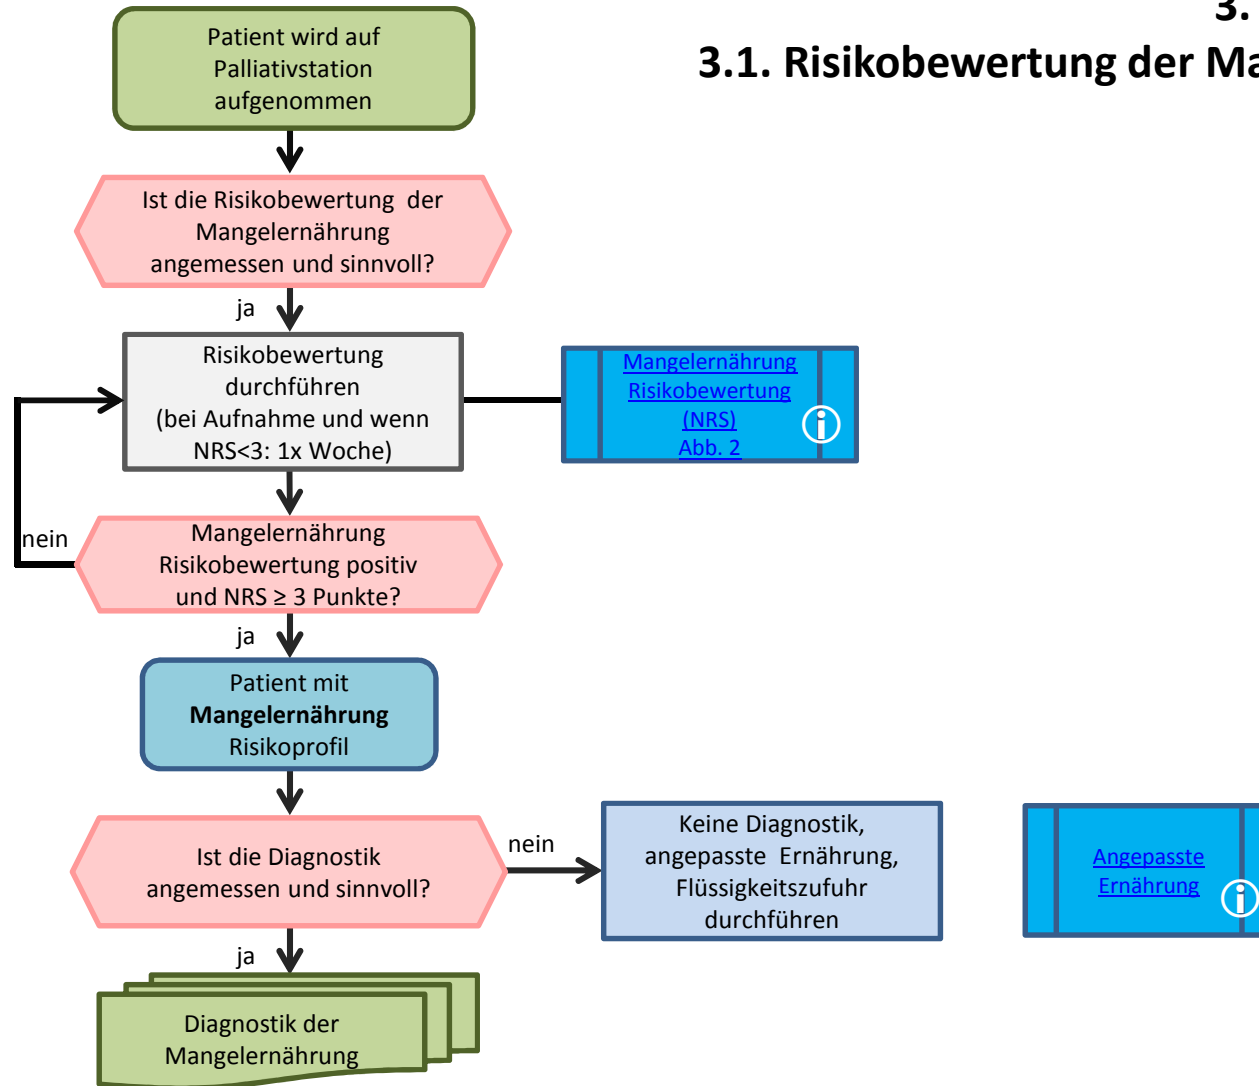 3.
3.1. Risikobewertung der Ma
Patient wird auf
Palliativstation
aufgenommen
Ist die Risikobewertung der
Mangelernährung
angemessen und sinnvoll?
ja
Risikobewertung
durchführen
(bei Aufnahme und wenn
NRS<3: 1x Woche)
Mangelernährung
Risikobewertung
(NRS)
Abb. 2
nein
Mangelernährung
Risikobewertung positiv
und NRS ≥ 3 Punkte?
ja
Patient mit
Mangelernährung
Risikoprofil
Ist die Diagnostik
angemessen und sinnvoll?
nein
Keine Diagnostik,
angepasste Ernährung,
Flüssigkeitszufuhr
durchführen
Angepasste
Ernährung
ja
Diagnostik der
Mangelernährung